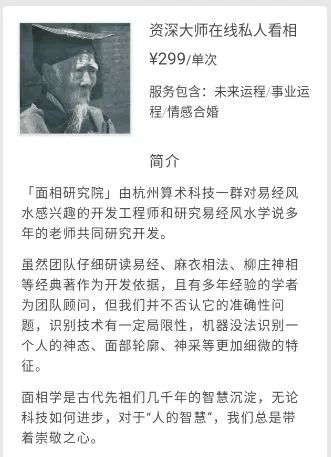 资深大师在线私人看相
¥299/单次
服务包含：未来运程/事业运
程/情感合婚
简介
「面相研究院」由杭州算术科技一群对易经风
水感兴趣的开发工程师和研究易经风水学说多
年的老师共同研究开发。
虽然团队仔细研读易经、麻衣相法、柳庄神相
等经典著作为开发依据，且有多年经验的学者
为团队顾问，但我们并不否认它的准确性问
题，识别技术有一定局限性，机器没法识别一
个人的神态、面部轮廓、神采等更加细微的特
征。
面相学是古代先祖们几千年的智慧沉淀，无论
科技如何进步，对于“人的智慧”，我们总是带
着崇敬之心。